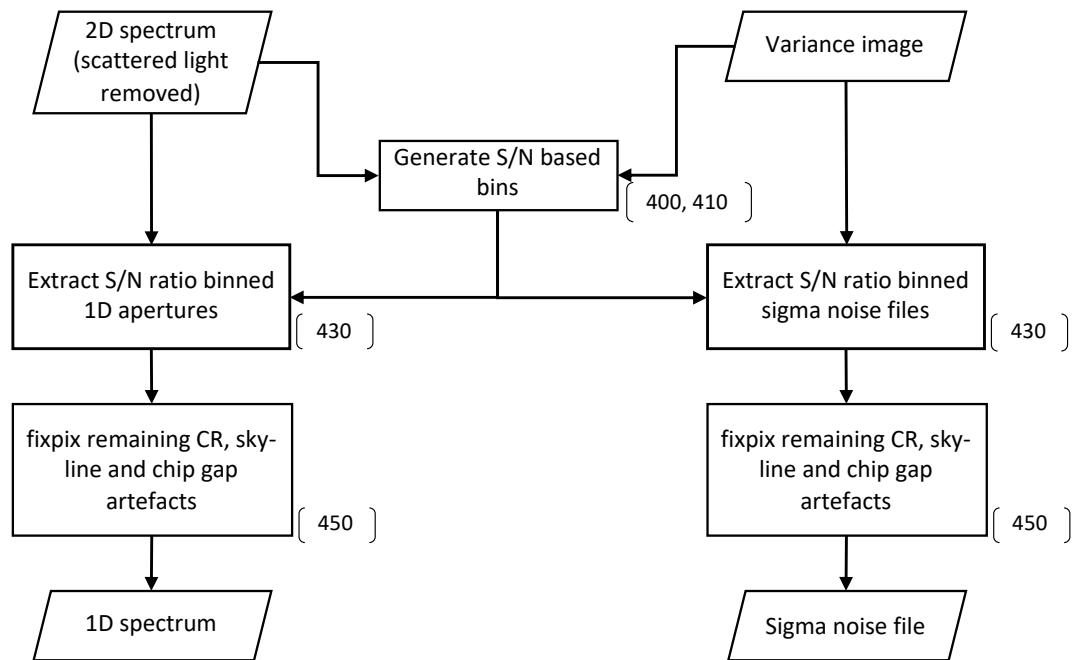 2D spectrum
(scattered light
removed)
Variance image
Generate S/N based
bins
400, 410
Extract S/N ratio binned
1D apertures
430
Extract S/N ratio binned
sigma noise files
430
fixpix remaining CR, sky-
line and chip gap
artefacts
450
fixpix remaining CR, sky-
line and chip gap
artefacts
450
1D spectrum
Sigma noise file